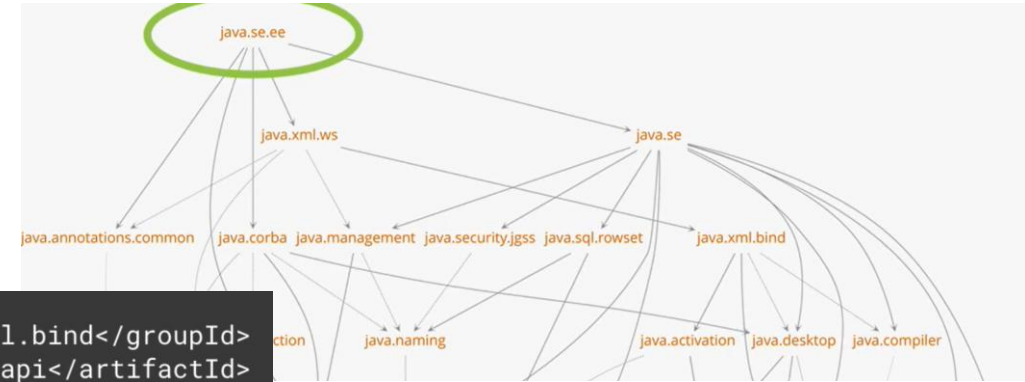 java.se.ee
java.xml.ws java.se
java.annotations.common java.corba java.management java.security.jgss java.sql.rowset java.xml.bind
l.bind</groupId>
ction java.naming java.activation java.desktop java.compiler
api</artifactId>